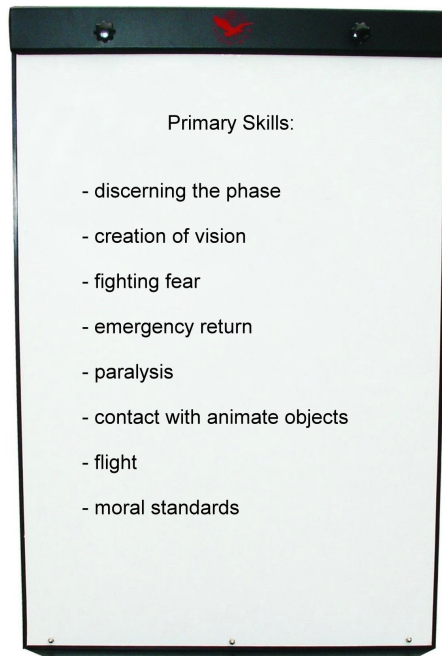 Primary Skills:
- discerning the phase
- creation of vision
- fighting fear
- emergency return
- paralysis
- contact with animate objects
- flight
- moral standards